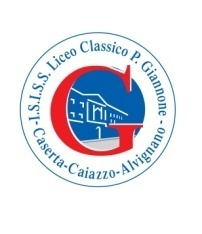 -I.S.I.S.S. Liceo Classico P. Giannone-
Caserta-Caiazzo-Alvignano
G